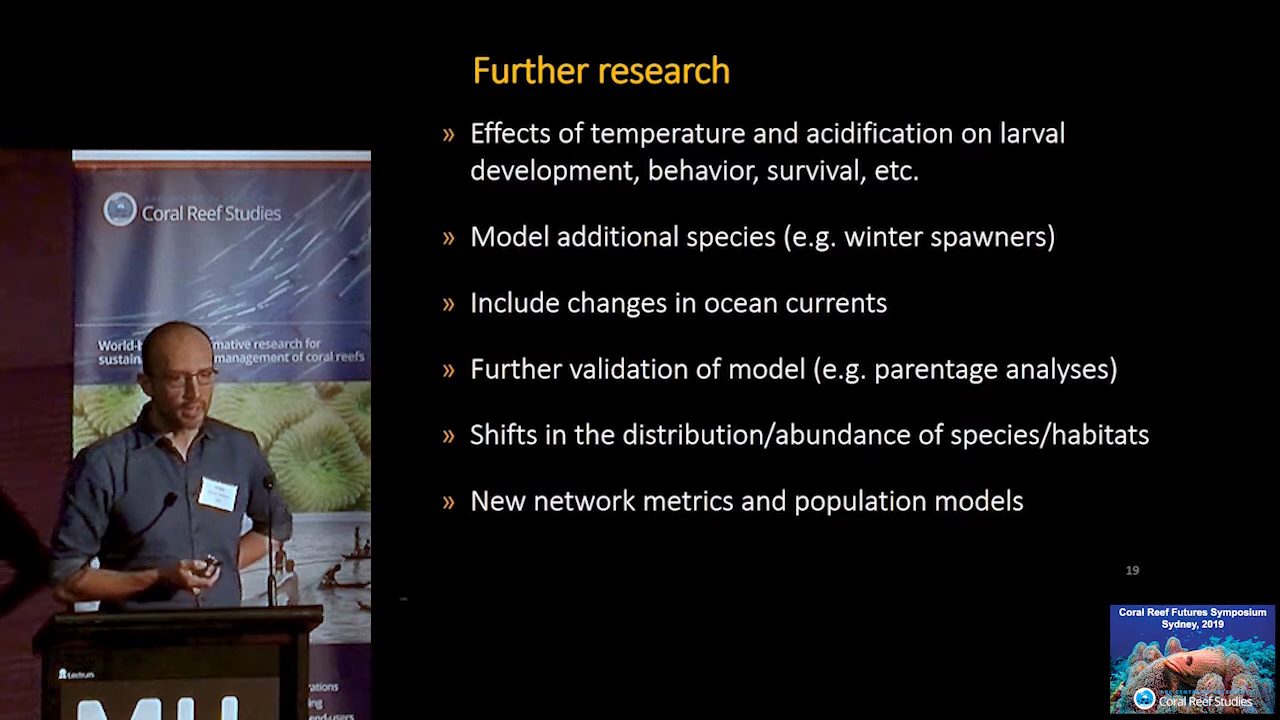 Further research
» Effects of temperature and acidification on larval
development, behavior, survival, etc.
» Model additional species (e.g. winter spawners)
» Include changes in ocean currents
» Further validation of model (e.g. parentage analyses)
» Shifts in the distribution/abundance of species/habitats
» New network metrics and population models
19
Coral Reef Studies
mative research for
sustain management of coral reefs
Coral Reef Futures Symposium
Sydney, 2019
Coral Reef Studies